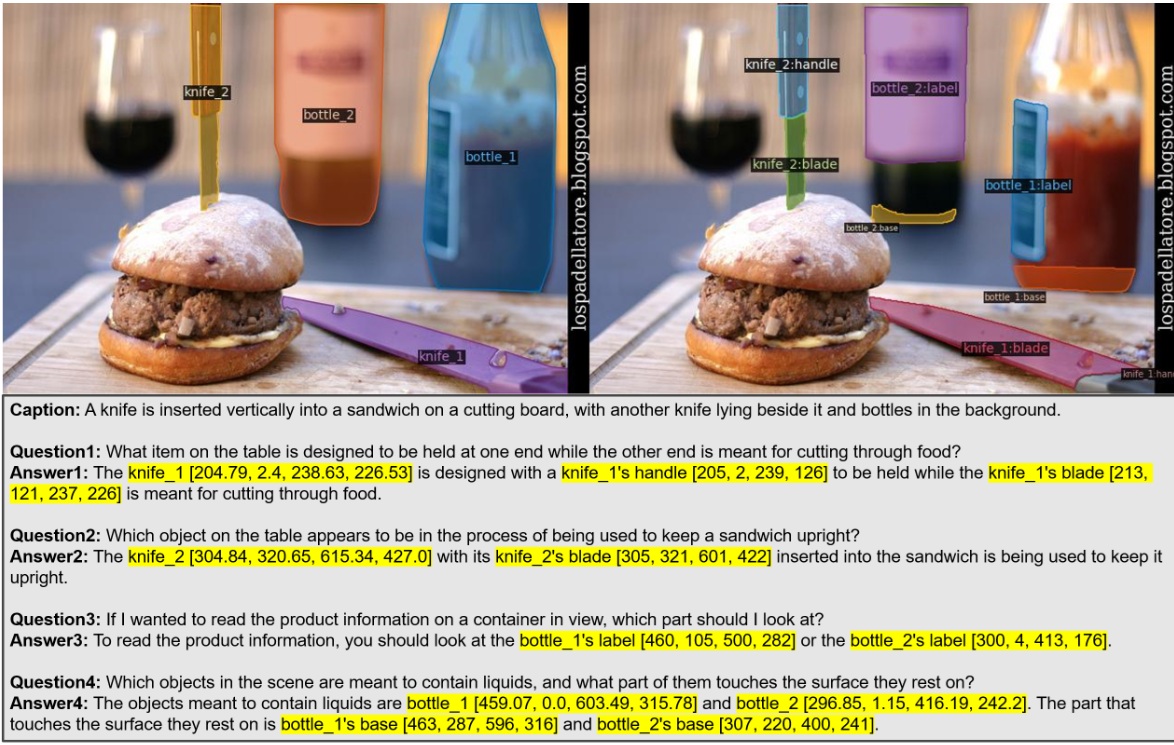 knife_2
bottle_2
bottle_1
knife_1
lospadellatore.blogspot.com
knife_2:handle
bottle_2:label
knife_2:blade
bottle_1:label
bottle_2:base
bottle_1:base
knife_1:blade
knife_1:han
lospadellatore.blogspot.com
Caption: A knife is inserted vertically into a sandwich on a cutting board, with another knife lying beside it and bottles in the background.
Question1: What item on the table is designed to be held at one end while the other end is meant for cutting through food?
Answer1: The knife_1 [204.79, 2.4, 238.63, 226.53] is designed with a knife_1's handle [205, 2, 239, 126] to be held while the knife_1's blade [213,
121, 237, 226] is meant for cutting through food.
Question2: Which object on the table appears to be in the process of being used to keep a sandwich upright?
Answer2: The knife_2 [304.84, 320.65, 615.34, 427.0] with its knife_2's blade [305, 321, 601, 422] inserted into the sandwich is being used to keep it
upright.
Question3: If I wanted to read the product information on a container in view, which part should I look at?
Answer3: To read the product information, you should look at the bottle_1's label [460, 105, 500, 282] or the bottle_2's label [300, 4, 413, 176].
Question4: Which objects in the scene are meant to contain liquids, and what part of them touches the surface they rest on?
Answer4: The objects meant to contain liquids are bottle_1 [459.07, 0.0, 603.49, 315.78] and bottle_2 [296.85, 1.15, 416.19, 242.2]. The part that
touches the surface they rest on is bottle_1's base [463, 287, 596, 316] and bottle_2's base [307, 220, 400, 241].